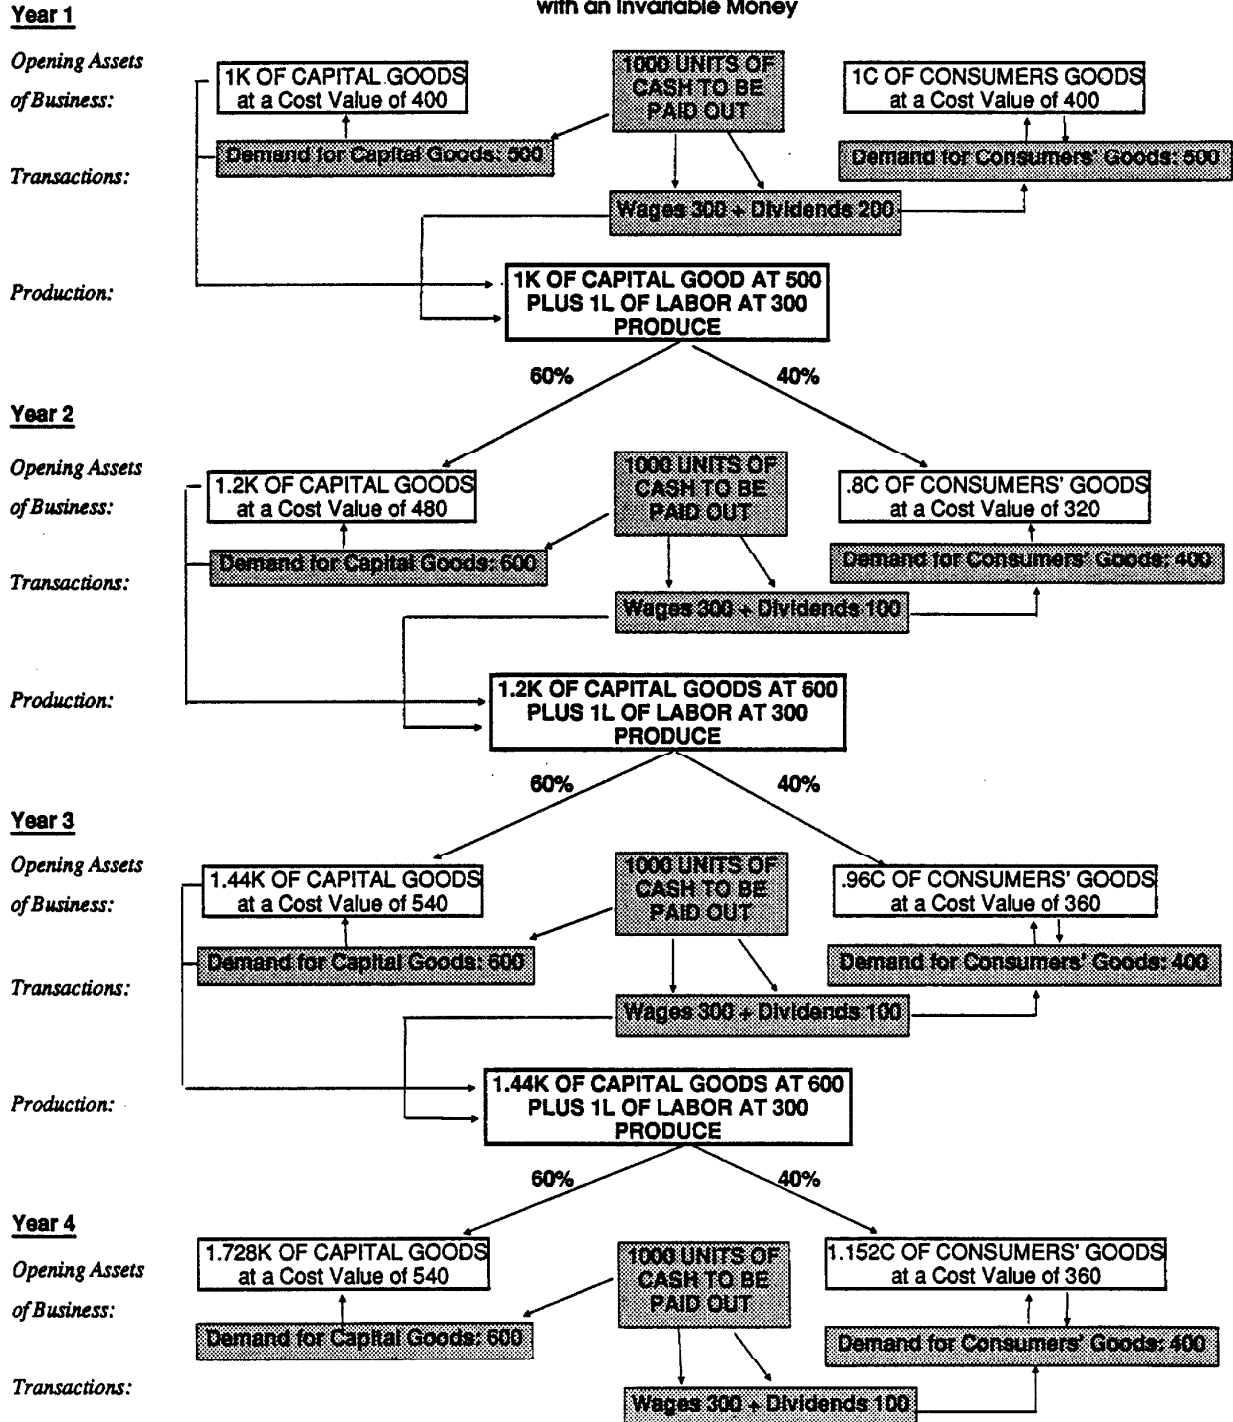 with an Invariable Money
Year 1
Opening Assets
of Business:
1K OF CAPITAL GOODS
at a Cost Value of 400
1000 UNITS OF
CASH TO BE
PAID OUT
1C OF CONSUMERS GOODS
at a Cost Value of 400
Demand for Capital Goods: 500
Demand for Consumers' Goods: 500
Transactions:
Wages 300 + Dividends 200
Production:
1K OF CAPITAL GOOD AT 500
PLUS 1L OF LABOR AT 300
PRODUCE
60%
40%
Year 2
Opening Assets
of Business:
1.2K OF CAPITAL GOODS
at a Cost Value of 480
1000 UNITS OF
CASH TO BE
PAID OUT
.8C OF CONSUMERS' GOODS
at a Cost Value of 320
Demand for Capital Goods: 600
Demand for Consumers' Goods: 400
Transactions:
Wages 300 + Dividends 100
Production:
1.2K OF CAPITAL GOODS AT 600
PLUS 1L OF LABOR AT 300
PRODUCE
60%
40%
Year 3
Opening Assets
of Business:
1.44K OF CAPITAL GOODS
at a Cost Value of 540
1000 UNITS OF
CASH TO BE
PAID OUT
.96C OF CONSUMERS' GOODS
at a Cost Value of 360
Demand for Capital Goods: 600
Demand for Consumers' Goods: 400
Transactions:
Wages 300 + Dividends 100
Production:
1.44K OF CAPITAL GOODS AT 600
PLUS 1L OF LABOR AT 300
PRODUCE
60%
40%
Year 4
Opening Assets
of Business:
1.728K OF CAPITAL GOODS
at a Cost Value of 540
1000 UNITS OF
CASH TO BE
PAID OUT
1.152C OF CONSUMERS' GOODS
at a Cost Value of 360
Demand for Capital Goods: 600
Demand for Consumers' Goods: 400
Transactions:
Wages 300 + Dividends 100